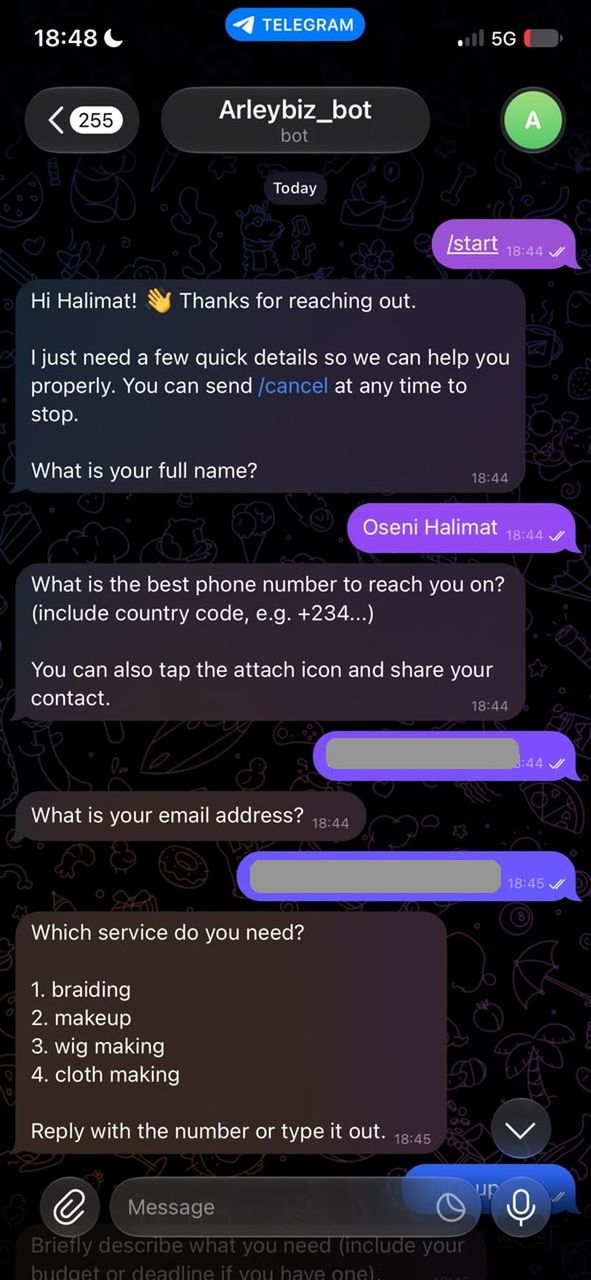 18:48
TELEGRAM
5G
255
Arleybiz_bot
bot
A
Today
/start 18:44
Hi Halimat! 👋 Thanks for reaching out.
I just need a few quick details so we can help you
properly. You can send /cancel at any time to
stop.
What is your full name?
18:44
Oseni Halimat 18:44
What is the best phone number to reach you on?
(include country code, e.g. +234...)
You can also tap the attach icon and share your
contact.
18:44
:44
What is your email address? 18:44
18:45
Which service do you need?
1. braiding
2. makeup
3. wig making
4. cloth making
Reply with the number or type it out. 18:45
up
Message
Briefly describe what you need (include your
budget or deadline if you have one).